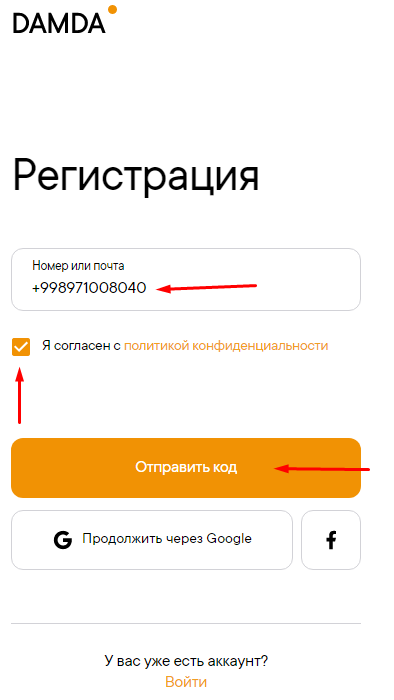 DAMDA
Регистрация
Номер или почта
+998971008040
Я согласен с политикой конфиденциальности
Отправить код
Продолжить через Google
У вас уже есть аккаунт?
Войти